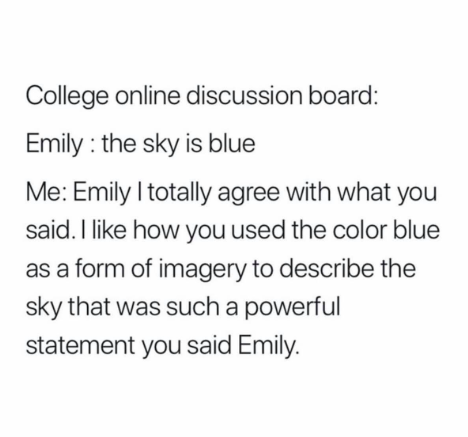 College online discussion board:
Emily : the sky is blue
Me: Emily I totally agree with what you
said. I like how you used the color blue
as a form of imagery to describe the
sky that was such a powerful
statement you said Emily.